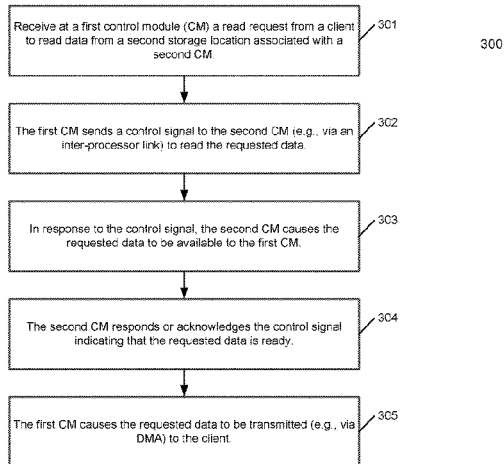 Receive at a first control module (CM) a read request from a client
to read data from a second storage location associated with a
second CM.
301
300
The first CM sends a control signal to the second CM (e.g., via an
inter-processor link) to read the requested data.
302
In response to the control signal, the second CM causes the
requested data to be available to the first CM.
303
The second CM responds or acknowledges the control signal
indicating that the requested data is ready.
304
The first CM causes the requested data to be transmitted (e.g., via
DMA) to the client.
305